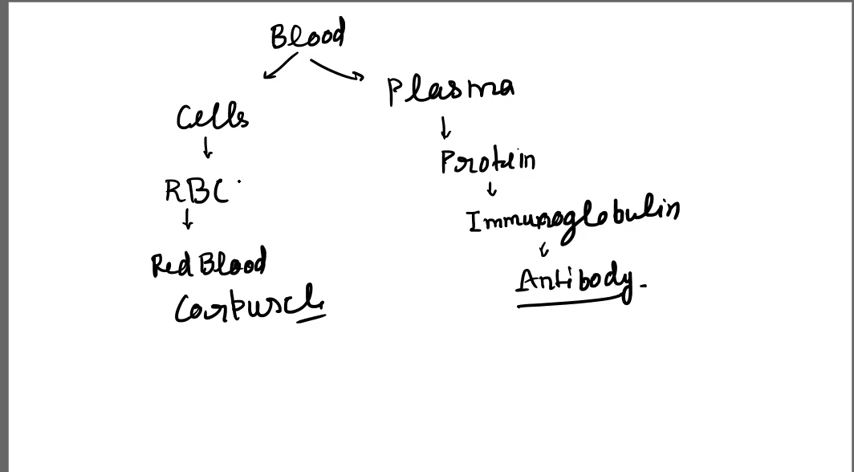 Blood
Cells
RBC
Red Blood
Corpuscle
Plasma
Protein
Immunoglobulin
Antibody.